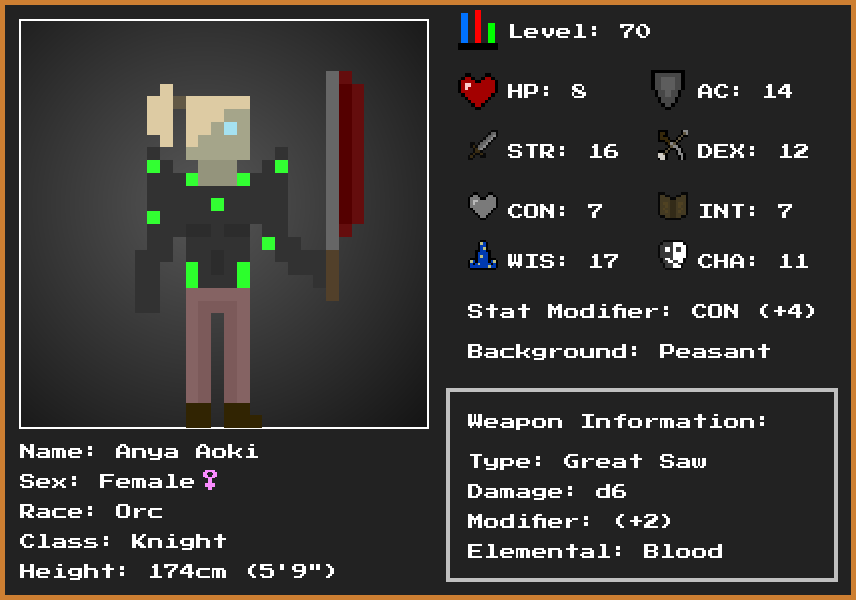 Level: 70
HP: 8
AC: 14
STR: 16
DEX: 12
CON: 7
INT: 7
WIS: 17
CHA: 11
Stat Modifier: CON (+4)
Background: Peasant
Weapon Information:
Type: Great Saw
Damage: d6
Modifier: (+2)
Elemental: Blood
Name: Anya Aoki
Sex: Female♀
Race: Orc
Class: Knight
Height: 174cm (5'9")